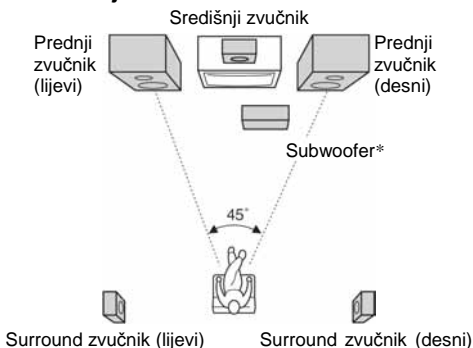 Središnji zvučnik
Prednji
zvučnik
(lijevi)
Prednji
zvučnik
(desni)
Subwoofer*
45°
Surround zvučnik (lijevi)
Surround zvučnik (desni)